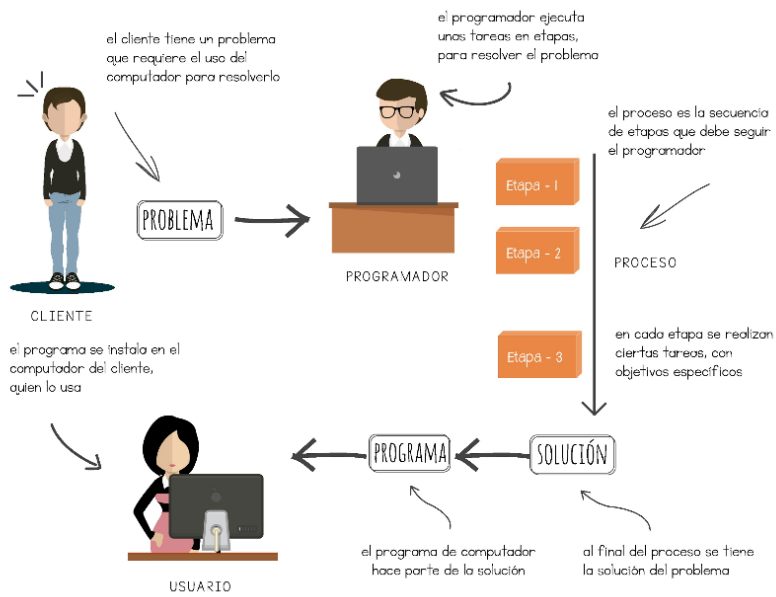 el cliente tiene un problema
que requiere el uso del
computador para resolverlo
el programador ejecuta
unas tareas en etapas,
para resolver el problema
el proceso es la secuencia
de etapas que debe seguir
el programador
PROBLEMA
Etapa - 1
Etapa - 2
Etapa - 3
PROCESO
PROGRAMADOR
CLIENTE
en cada etapa se realizan
ciertas tareas, con
objetivos específicos
el programa se instala en el
computador del cliente,
quien lo usa
PROGRAMA
SOLUCIÓN
el programa de computador
hace parte de la solución
al final del proceso se tiene
la solución del problema
USUARIO